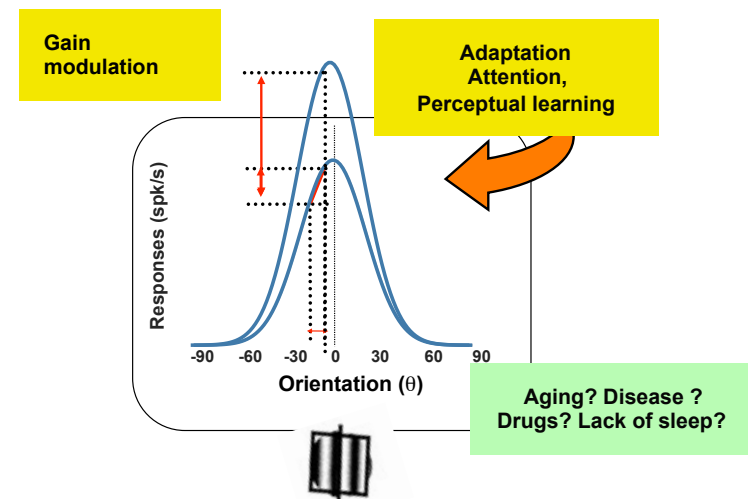 Gain
modulation
Adaptation
Attention,
Perceptual learning
Responses (spk/s)
-90 -60 -30 0 30 60 90
Orientation (θ)
Aging? Disease ?
Drugs? Lack of sleep?